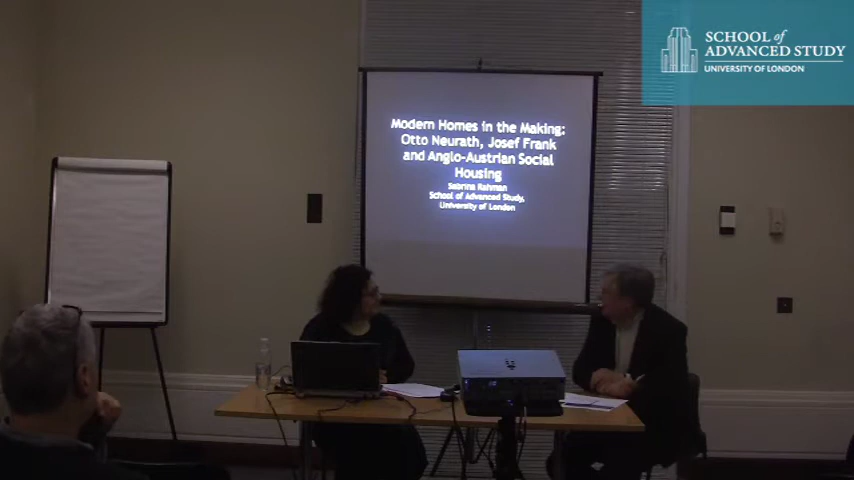 SCHOOL of
ADVANCED STUDY
UNIVERSITY OF LONDON
Modern Homes in the Making:
Otto Neurath, Josef Frank
and Anglo-Austrian Social
Housing
Sabrina Rahman
School of Advanced Study,
University of London